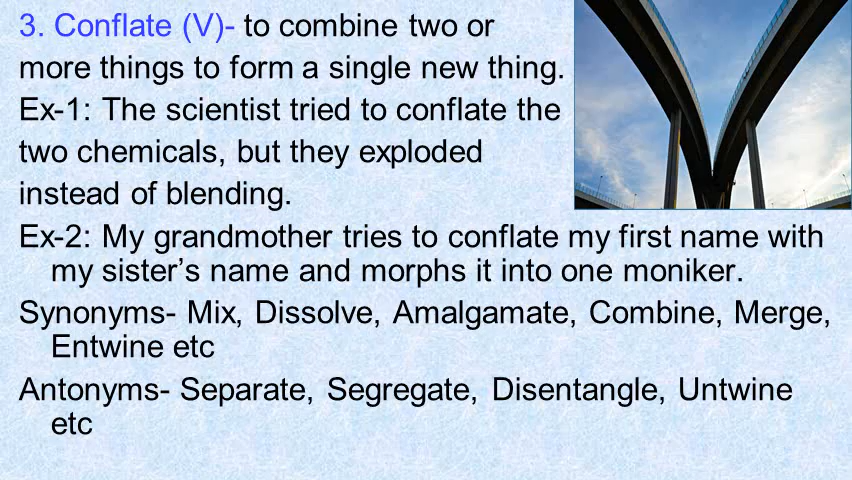 3. Conflate (V)- to combine two or
more things to form a single new thing.
Ex-1: The scientist tried to conflate the
two chemicals, but they exploded
instead of blending.
Ex-2: My grandmother tries to conflate my first name with
my sister’s name and morphs it into one moniker.
Synonyms- Mix, Dissolve, Amalgamate, Combine, Merge,
Entwine etc
Antonyms- Separate, Segregate, Disentangle, Untwine
etc